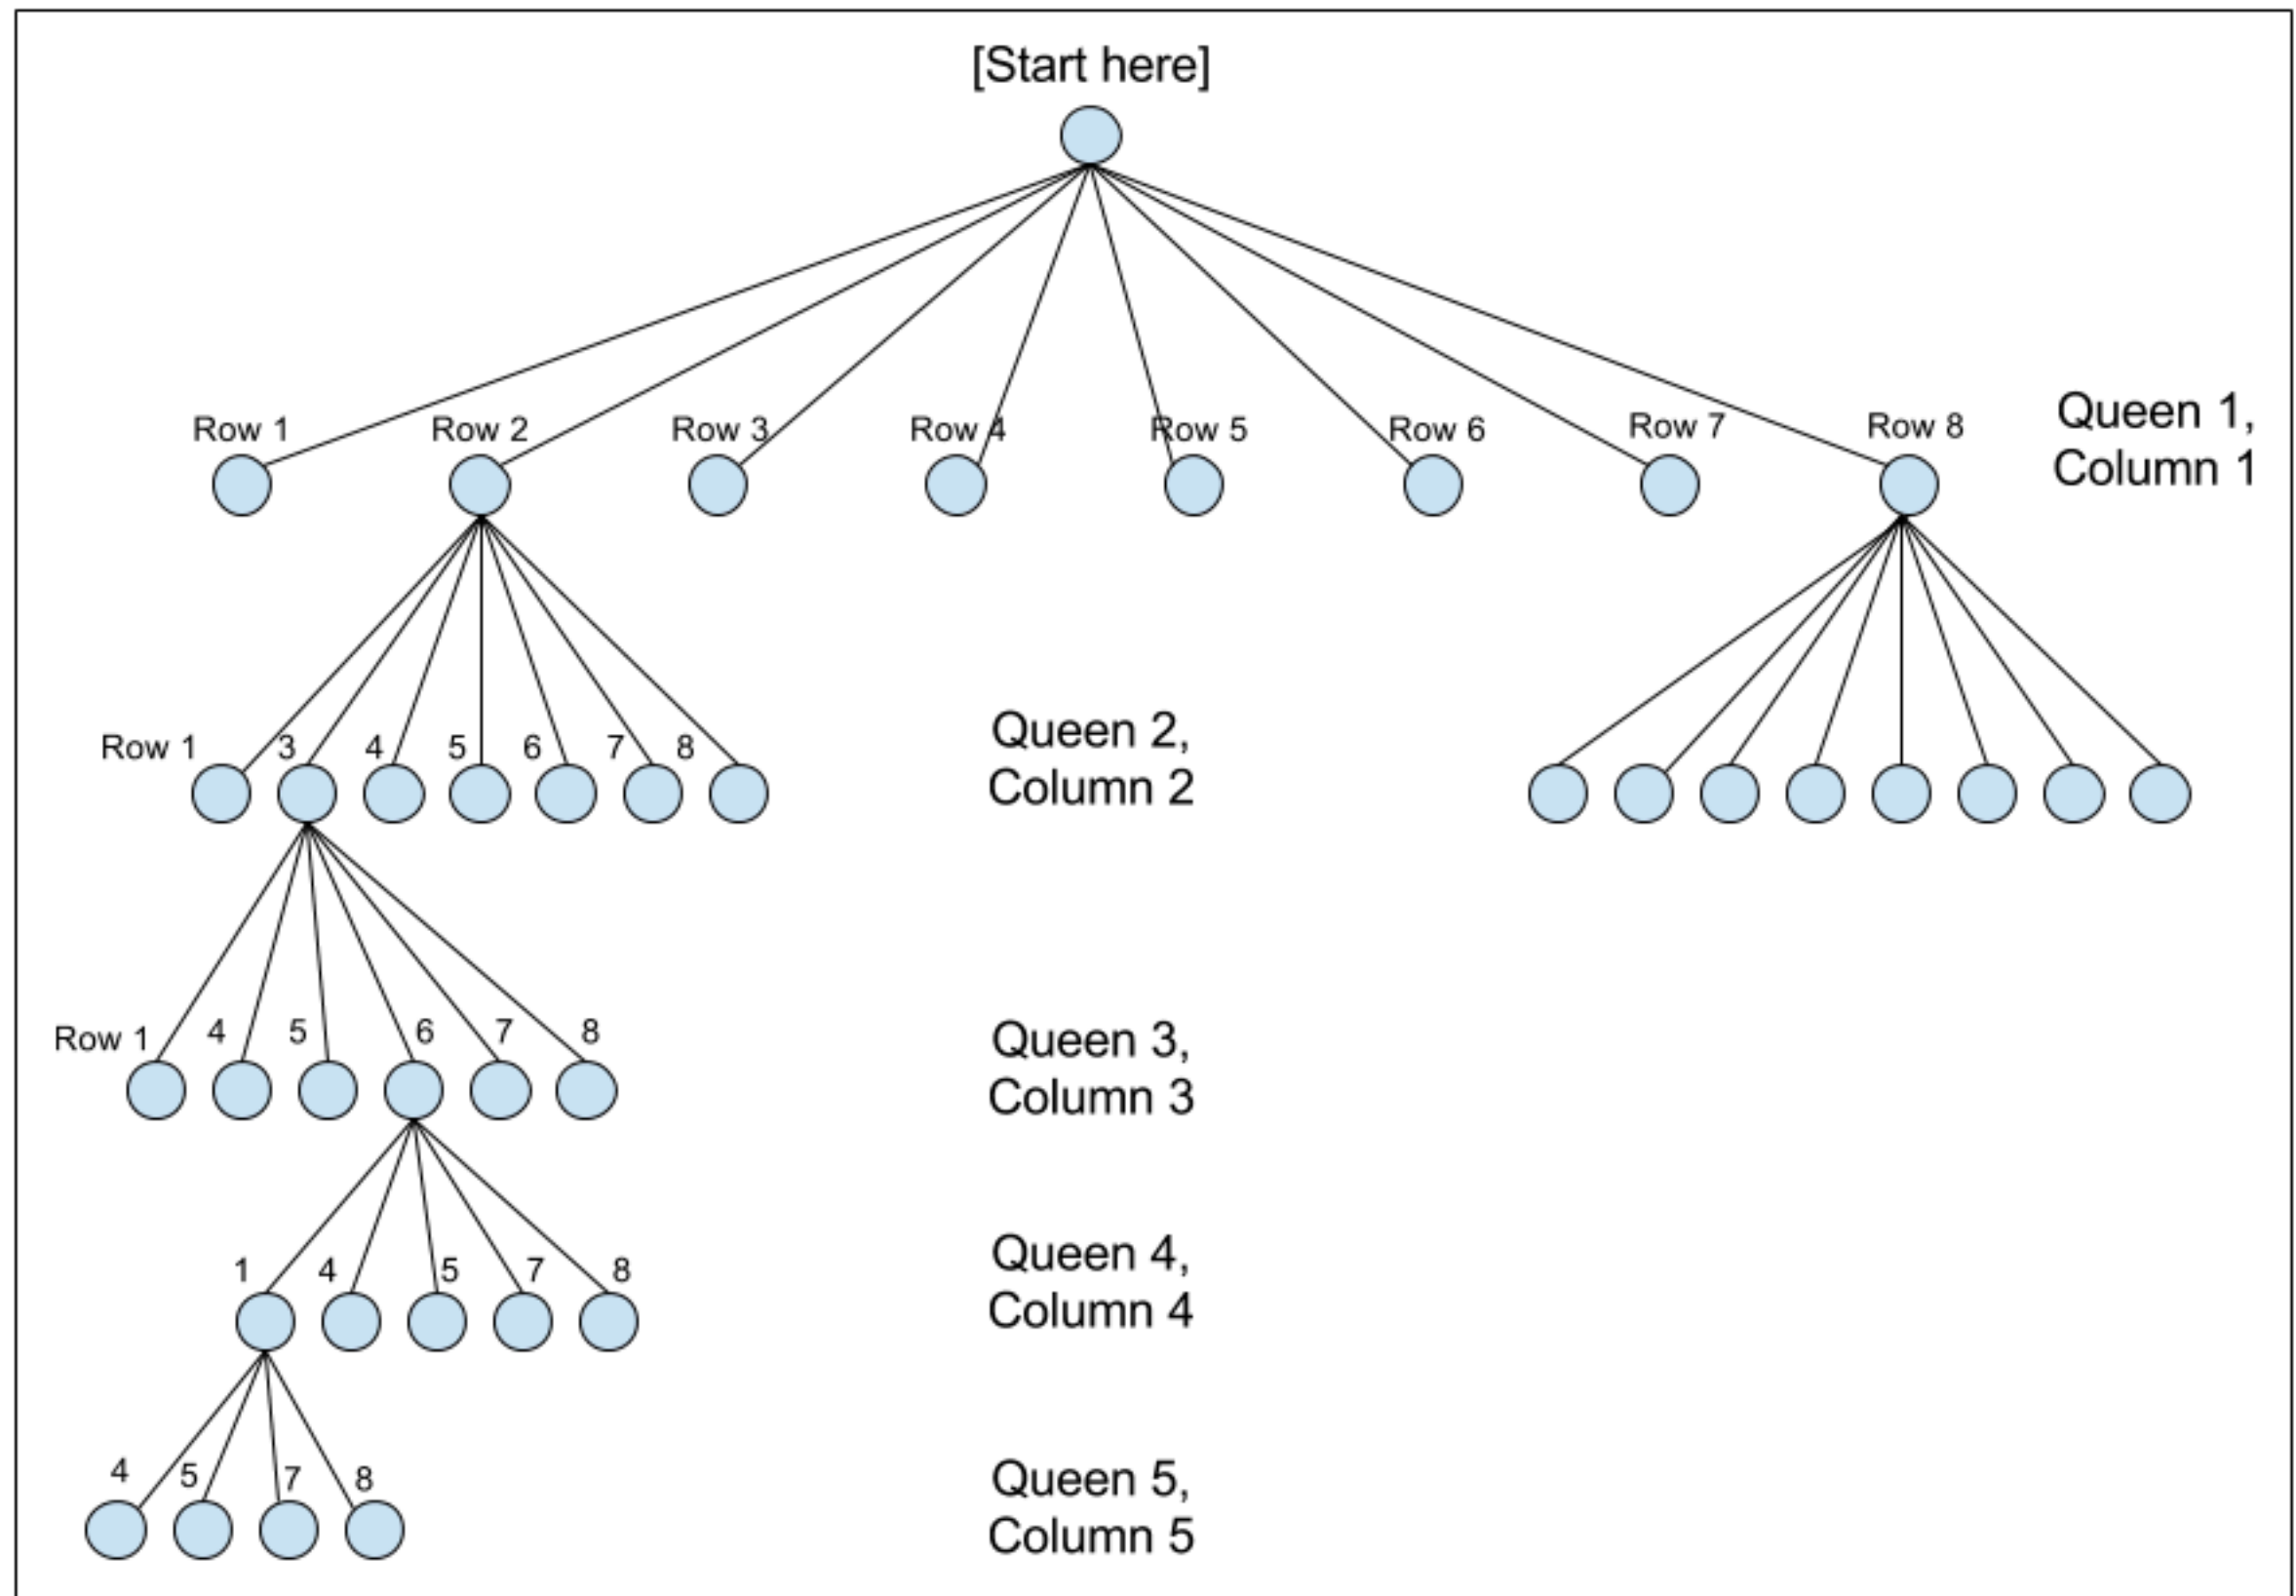 [Start here]
Row 1 Row 2 Row 3 Row 4 Row 5 Row 6 Row 7 Row 8
Queen 1,
Column 1
Row 1 3 4 5 6 7 8
Queen 2,
Column 2
Row 1 4 5 6 7 8
Queen 3,
Column 3
1 4 5 7 8
Queen 4,
Column 4
4 5 7 8
Queen 5,
Column 5